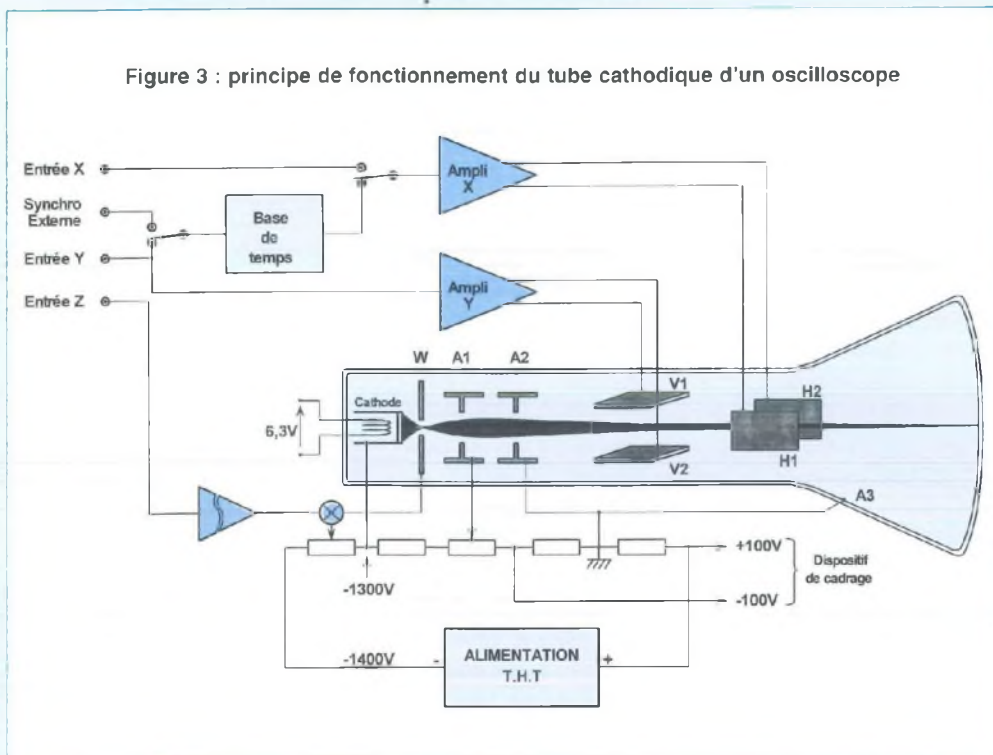 Figure 3 : principe de fonctionnement du tube cathodique d'un oscilloscope
Entrée X
Synchro
Externe
Entrée Y
Entrée Z
Base
de
temps
Ampli
X
Ampli
Y
W
A1
A2
V1
V2
H2
H1
A3
Cathode
6,3V
-1300V
+100V
-100V
Dispositif
de cadrage
-1400V
-
ALIMENTATION
T.H.T
+